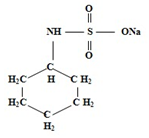 O
NH S ONa
O
C
H₂C H CH₂
H₂C CH₂
C
H₂